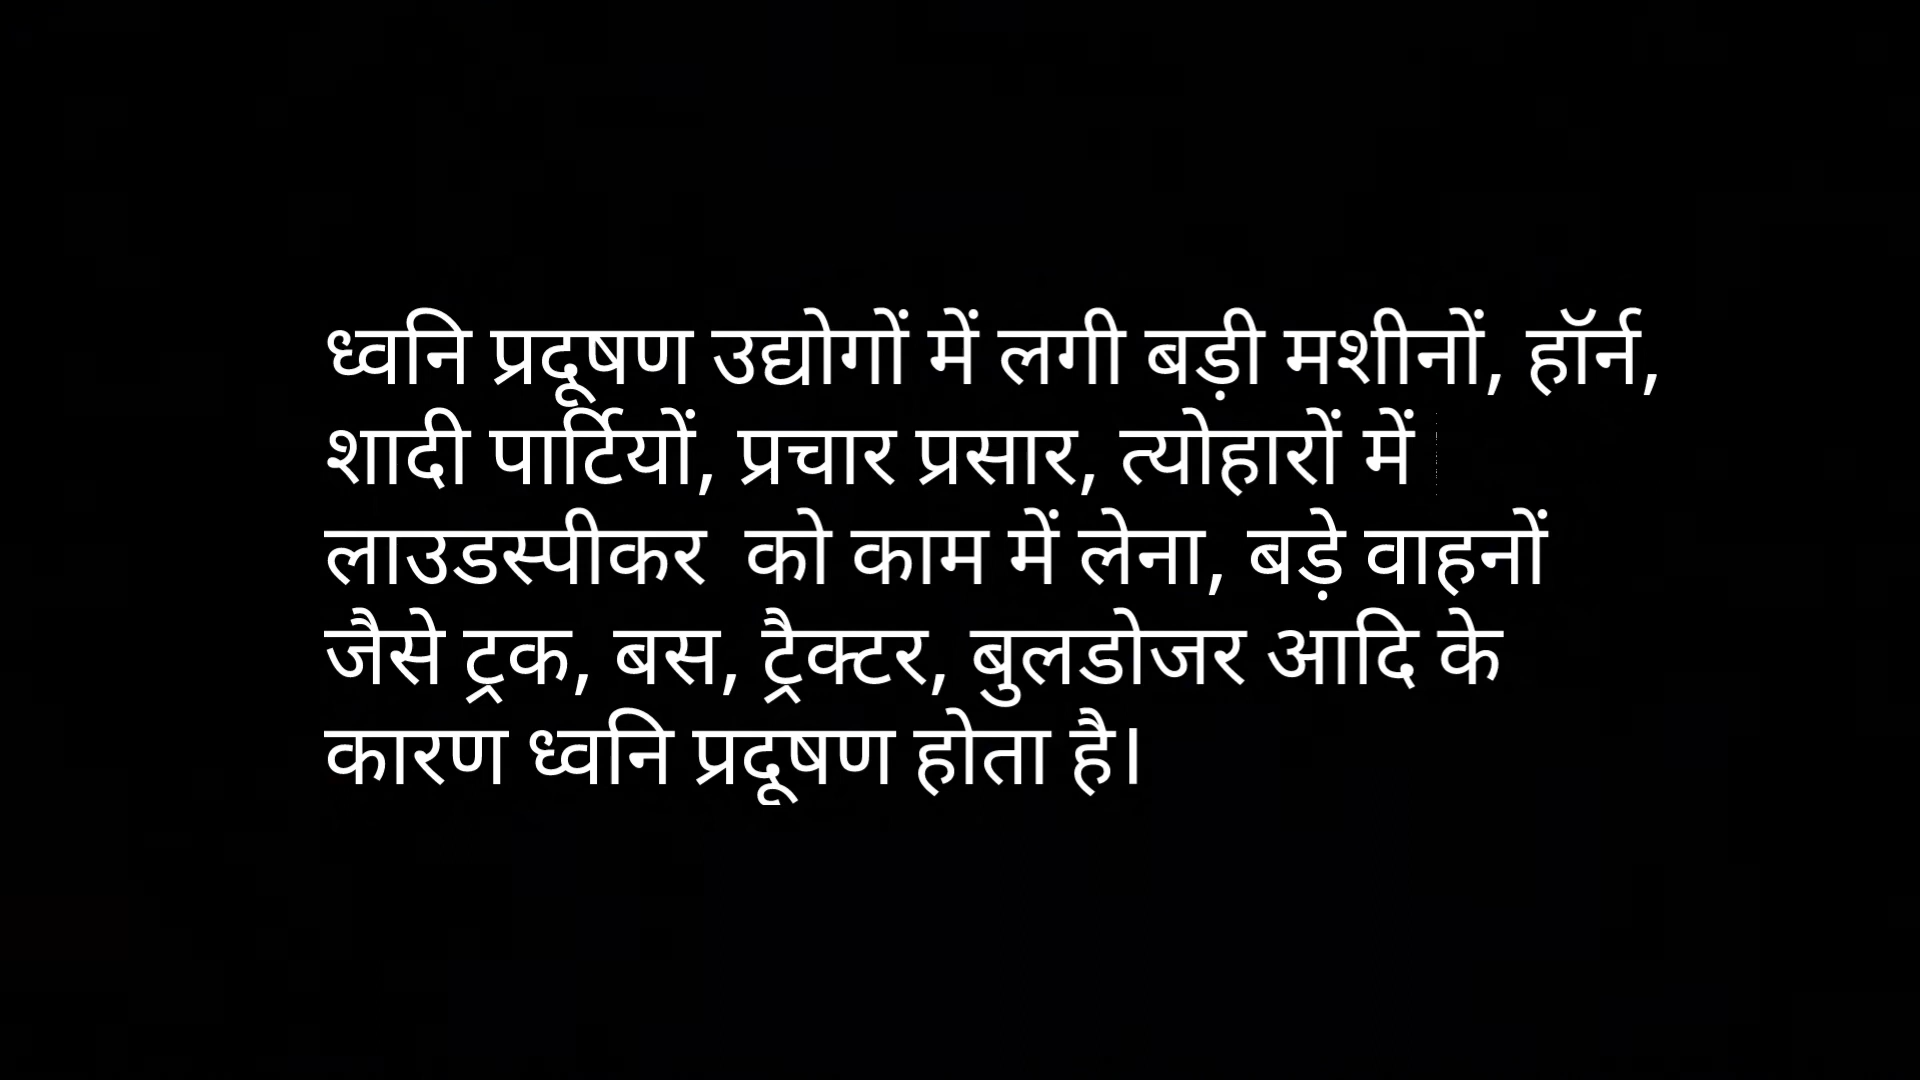 ध्वनि प्रदूषण उद्योगों में लगी बड़ी मशीनों, हॉर्न,
शादी पार्टियों, प्रचार प्रसार, त्योहारों में
लाउडस्पीकर  को काम में लेना, बड़े वाहनों
जैसे ट्रक, बस, ट्रैक्टर, बुलडोजर आदि के
कारण ध्वनि प्रदूषण होता है।